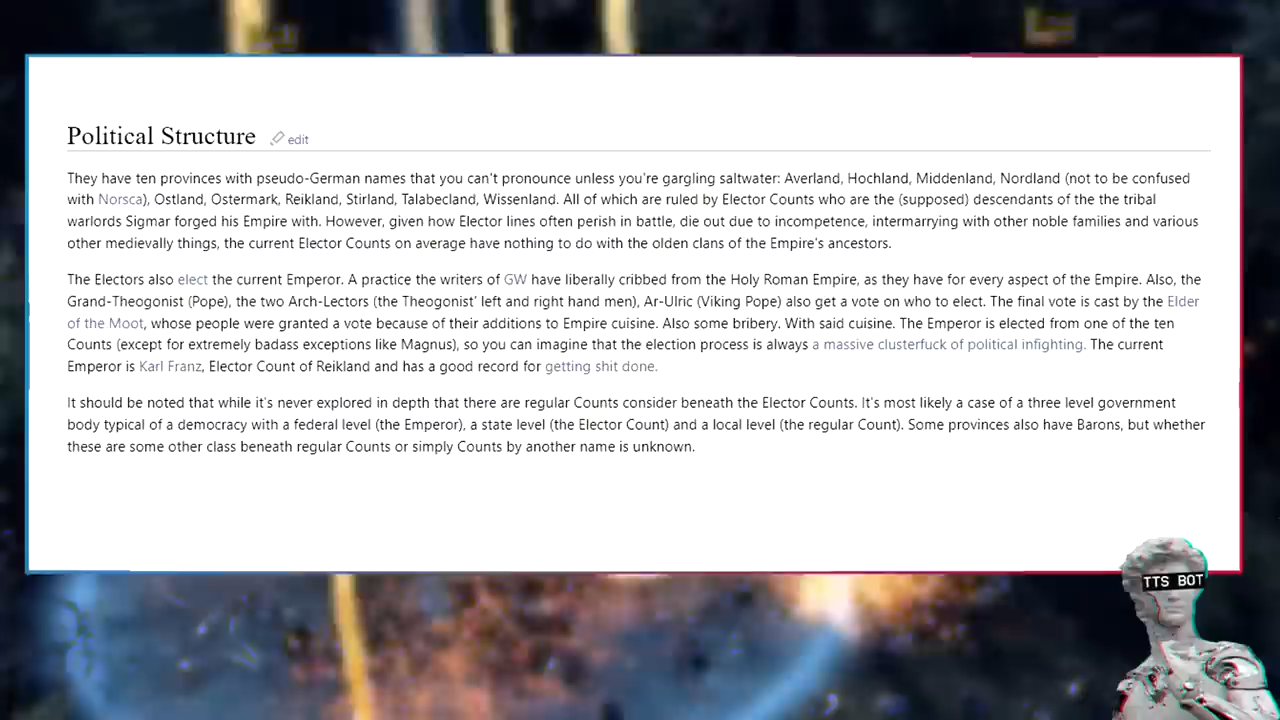 Political Structure edit
They have ten provinces with pseudo-German names that you can't pronounce unless you're gargling saltwater: Averland, Hochland, Middenland, Nordland (not to be confused
with Norsca), Ostland, Ostermark, Reikland, Stirland, Talabecland, Wissenland. All of which are ruled by Elector Counts who are the (supposed) descendants of the the tribal
warlords Sigmar forged his Empire with. However, given how Elector lines often perish in battle, die out due to incompetence, intermarrying with other noble families and various
other medievally things, the current Elector Counts on average have nothing to do with the olden clans of the Empire's ancestors.
The Electors also elect the current Emperor. A practice the writers of GW have liberally cribbed from the Holy Roman Empire, as they have for every aspect of the Empire. Also, the
Grand-Theogonist (Pope), the two Arch-Lectors (the Theogonist' left and right hand men), Ar-Ulric (Viking Pope) also get a vote on who to elect. The final vote is cast by the Elder
of the Moot, whose people were granted a vote because of their additions to Empire cuisine. Also some bribery. With said cuisine. The Emperor is elected from one of the ten
Counts (except for extremely badass exceptions like Magnus), so you can imagine that the election process is always a massive clusterfuck of political infighting. The current
Emperor is Karl Franz, Elector Count of Reikland and has a good record for getting shit done.
It should be noted that while it's never explored in depth that there are regular Counts consider beneath the Elector Counts. It's most likely a case of a three level government
body typical of a democracy with a federal level (the Emperor), a state level (the Elector Count) and a local level (the regular Count). Some provinces also have Barons, but whether
these are some other class beneath regular Counts or simply Counts by another name is unknown.
TTS BOT